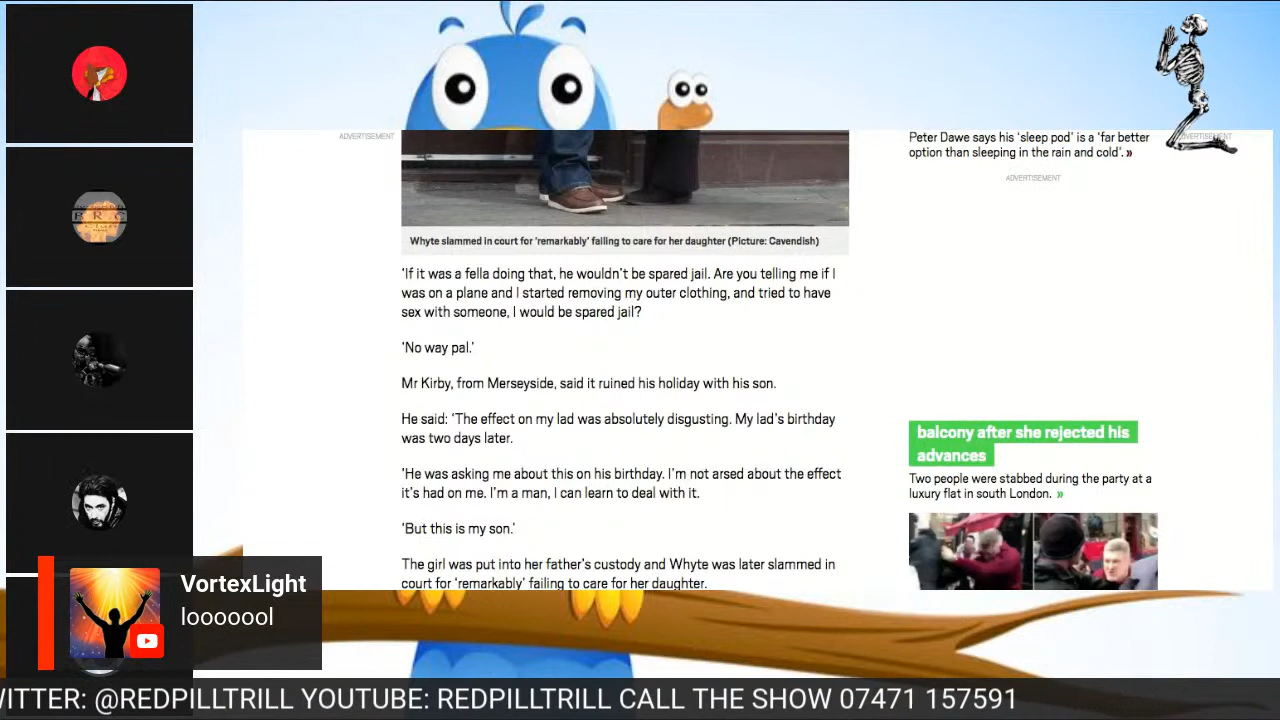 ADVERTISEMENT
Whyte slammed in court for 'remarkably' failing to care for her daughter (Picture: Cavendish)
'If it was a fella doing that, he wouldn't be spared jail. Are you telling me if I
was on a plane and I started removing my outer clothing, and tried to have
sex with someone, I would be spared jail?
'No way pal.'
Mr Kirby, from Merseyside, said it ruined his holiday with his son.
He said: 'The effect on my lad was absolutely disgusting. My lad's birthday
was two days later.
'He was asking me about this on his birthday. I'm not arsed about the effect
it's had on me. I'm a man, I can learn to deal with it.
'But this is my son.'
The girl was put into her father's custody and Whyte was later slammed in
court for 'remarkably' failing to care for her daughter.
Peter Dawe says his 'sleep pod' is a 'far better
option than sleeping in the rain and cold'. »
ADVERTISEMENT
ADVERTISEMENT
balcony after she rejected his
advances
Two people were stabbed during the party at a
luxury flat in south London. »
VortexLight
looooool
WITTER: @REDPILLTRILL YOUTUBE: REDPILLTRILL CALL THE SHOW 07471 157591